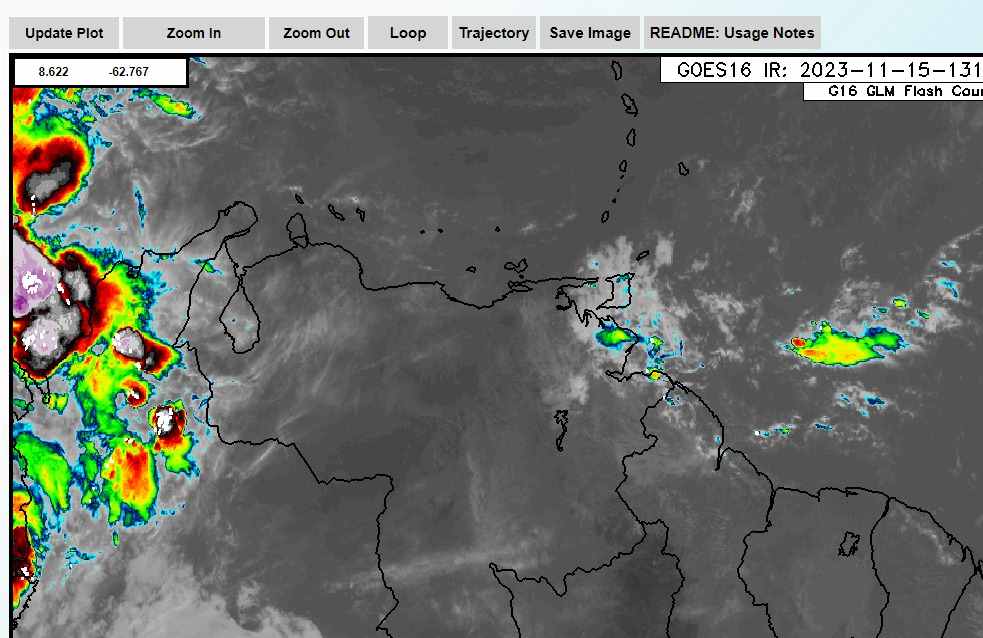 Update Plot Zoom In Zoom Out Loop Trajectory Save Image README: Usage Notes
8.622 -62.767
GOES16 IR: 2023-11-15-131
G16 GLM Flash Cour